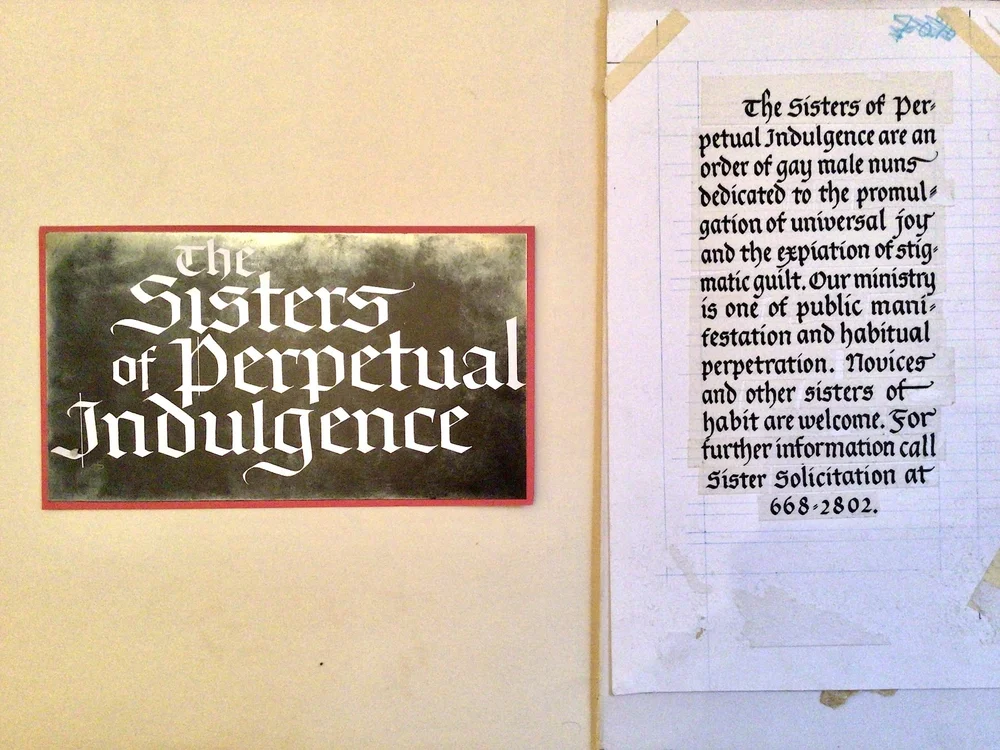 The
Sisters
of Perpetual
Indulgence
The Sisters of Per-
petual Indulgence are an
order of gay male nuns
dedicated to the promul-
gation of universal joy
and the expiation of stig-
matic guilt. Our ministry
is one of public mani-
festation and habitual
perpetration. Novices
and other sisters of
habit are welcome. For
further information call
Sister Solicitation at
668-2802.